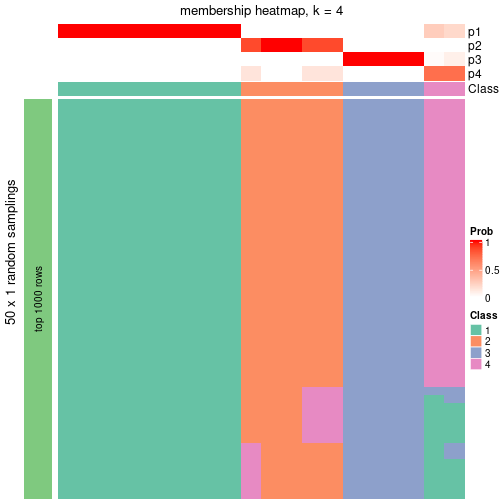 membership heatmap, k = 4
p1
p2
p3
p4
Class
50 x 1 random samplings
top 1000 rows
Prob
1
0.5
0
Class
1
2
3
4